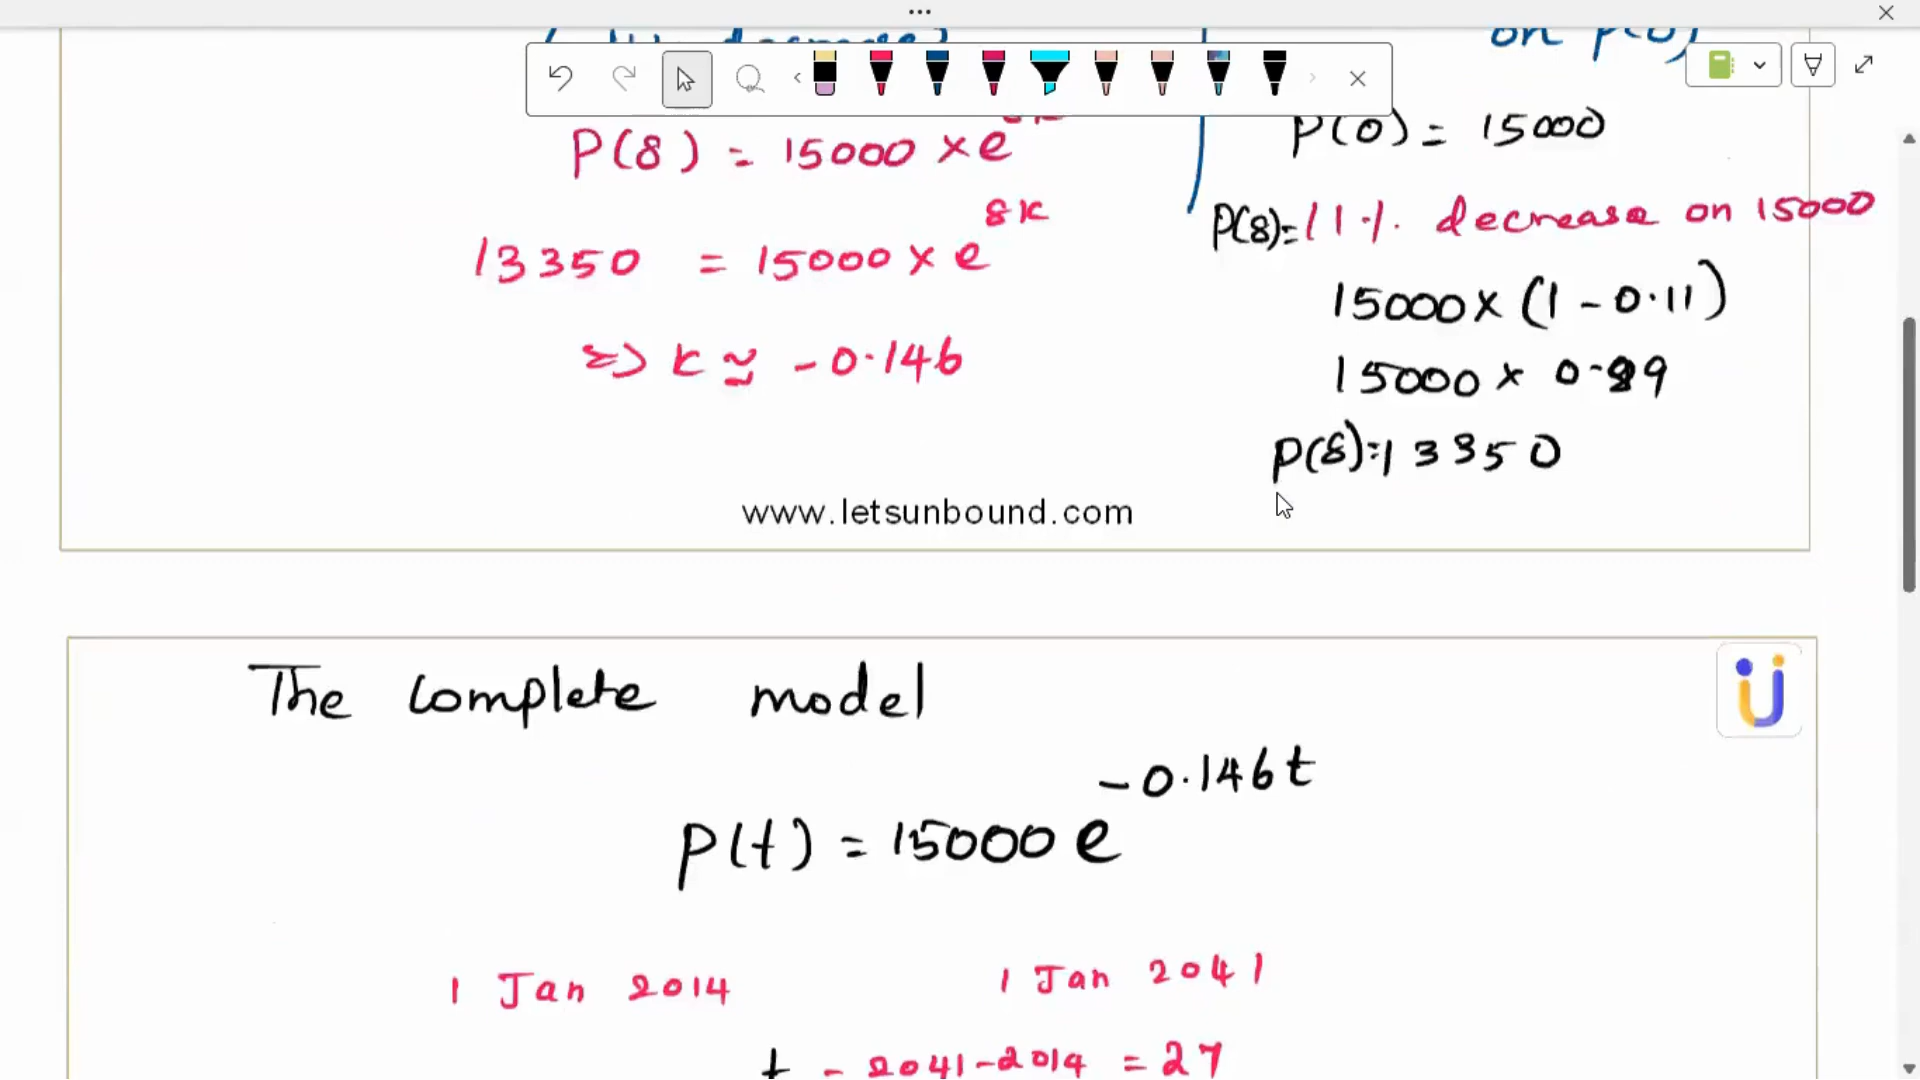 on p(0)
P(8) = 15000 × e
P(0) = 15000
P(8)= 11 %. decrease on 15000
8k
13350 = 15000 × e
15000 × (1 - 0.11)
=> k ≃ - 0.146
15000 × 0.89
P(8)=13350
www.letsunbound.com
The complete model
-0.146t
P(t) = 15000 e
1 Jan 2014 1 Jan 2041
t = 2041-2014 = 27